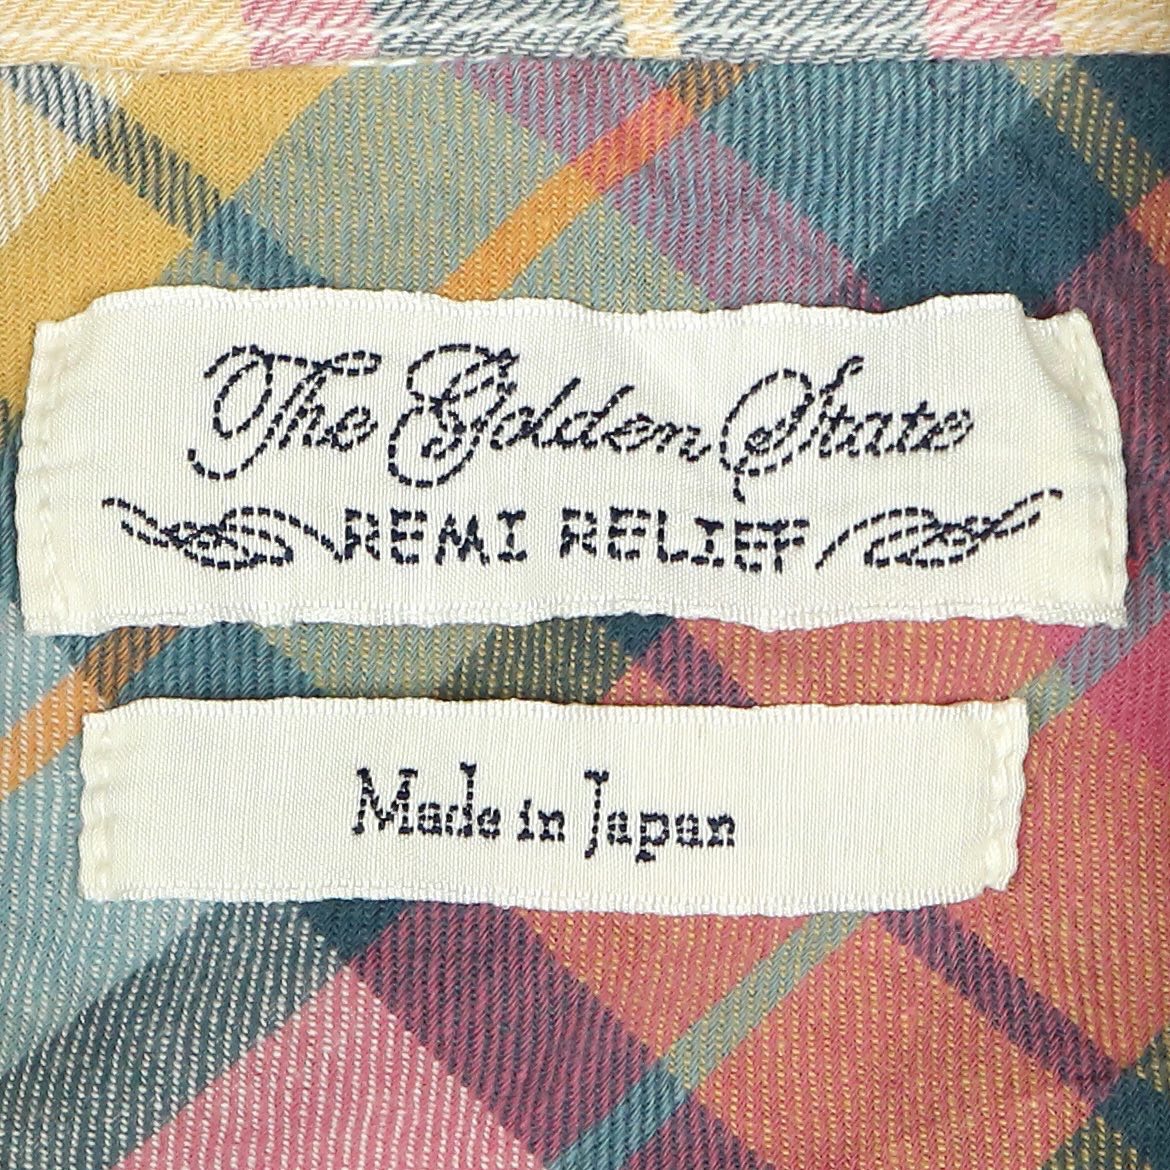 The Golden State
REMI RELIEF
Made in Japan